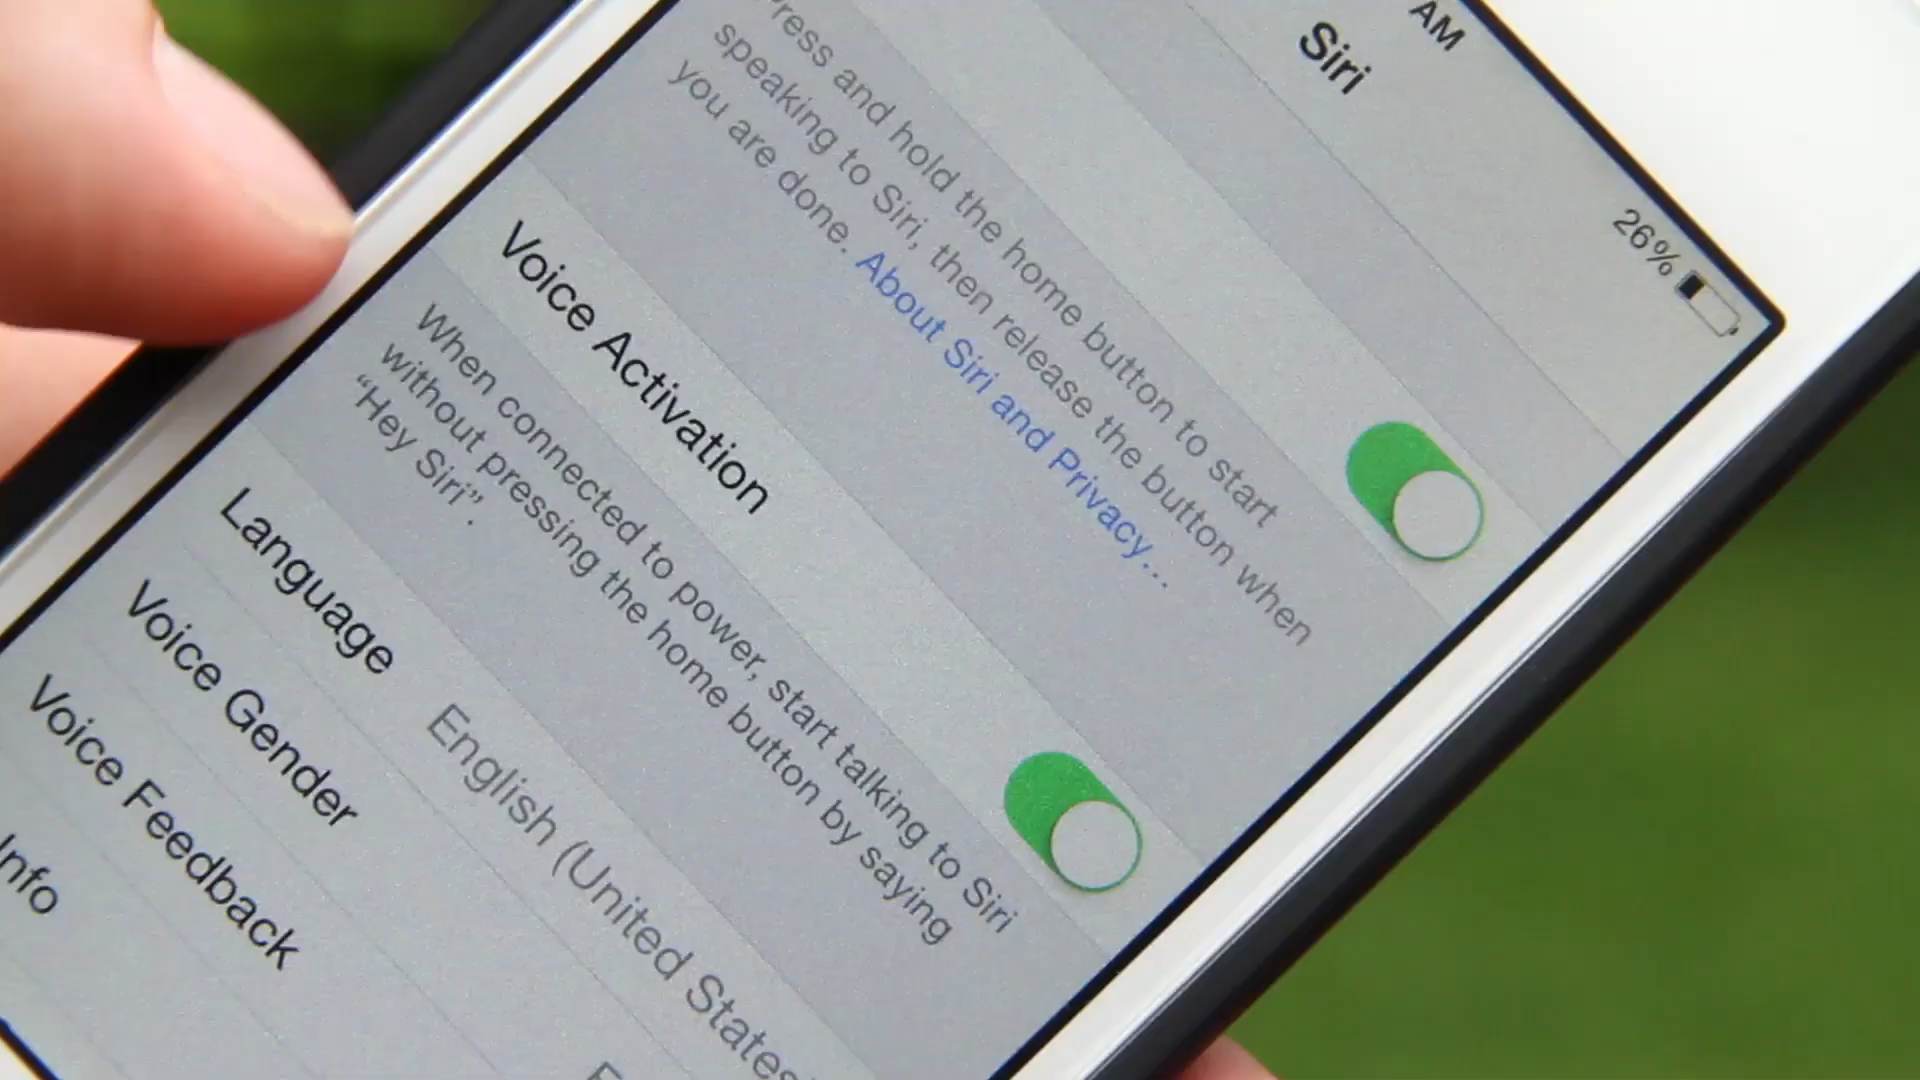 AM
26%
Siri
Press and hold the home button to start
speaking to Siri, then release the button when
you are done. About Siri and Privacy...
Voice Activation
When connected to power, start talking to Siri
without pressing the home button by saying
“Hey Siri”.
Language English (United States)
Voice Gender
Voice Feedback
Info